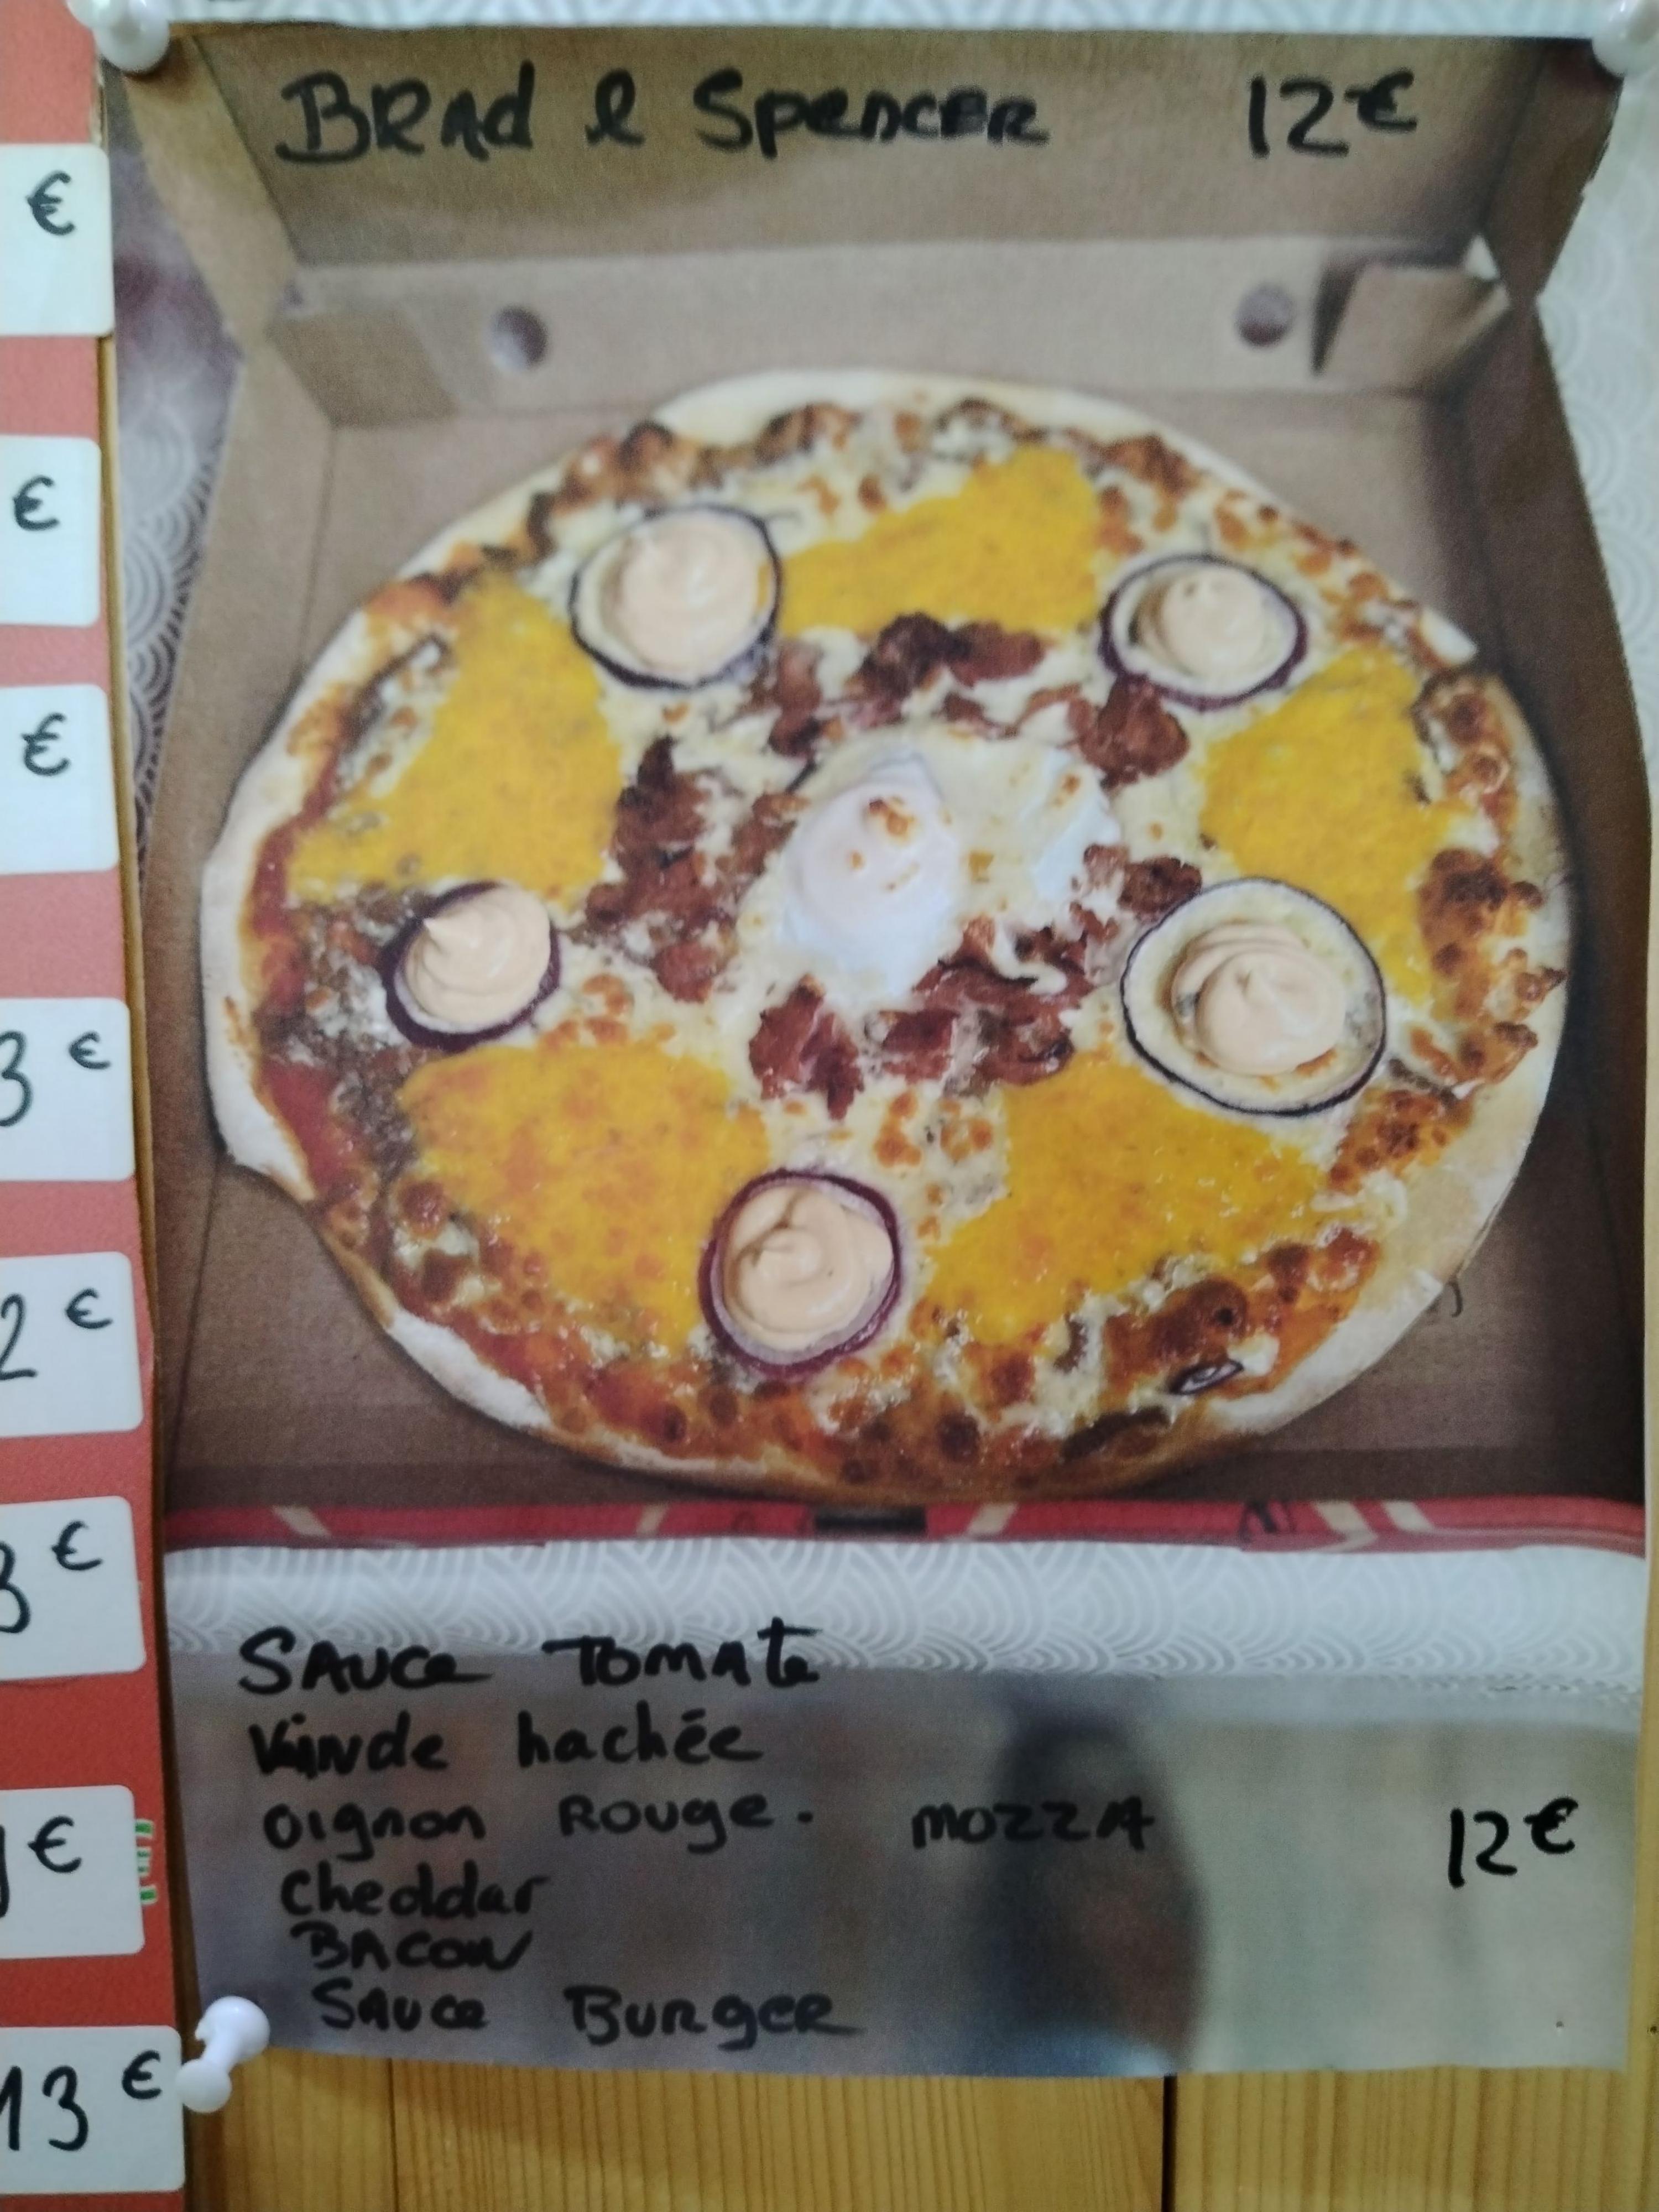 BRAd & SpENCER 12€
€
€
€
3 €
2 €
3 €
€
13 €
SAUCe TOMAte
ViANde hachée
oignon ROUGE. MOZZA 12€
Cheddar
BACON
SAUCe BuRgER